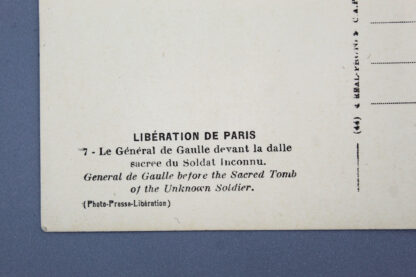 LIBÉRATION DE PARIS
7 - Le Général de Gaulle devant la dalle
sacrée du Soldat Inconnu.
General de Gaulle before the Sacred Tomb
of the Unknown Soldier.
(Photo-Presse-Libération)